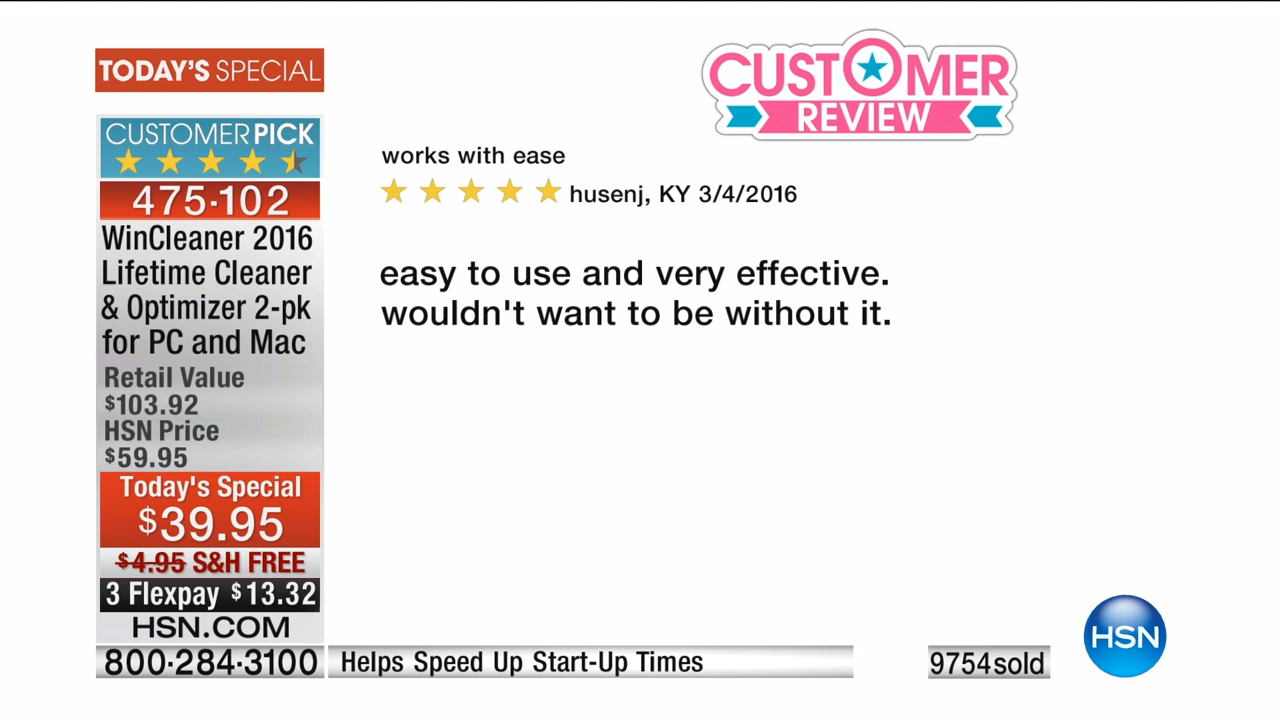 TODAY'S SPECIAL
CUSTOMER PICK
475·102
WinCleaner 2016
Lifetime Cleaner
& Optimizer 2-pk
for PC and Mac
Retail Value
$103.92
HSN Price
$59.95
Today's Special
$39.95
$4.95 S&H FREE
3 Flexpay $13.32
HSN.COM
800·284·3100
CUSTOMER
REVIEW
works with ease
husenj, KY 3/4/2016
easy to use and very effective.
wouldn't want to be without it.
Helps Speed Up Start-Up Times
9754 sold
HSN